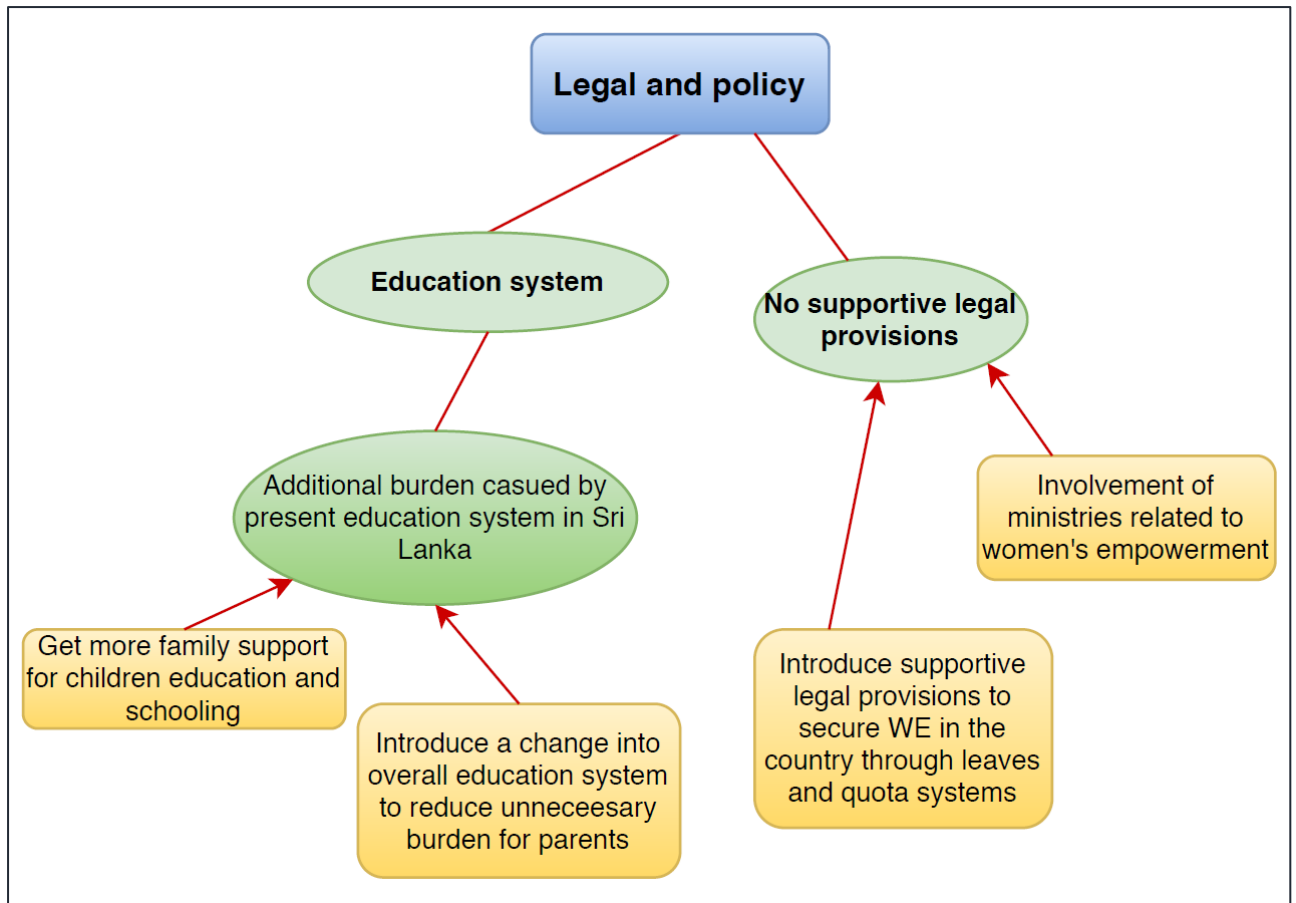 Legal and policy
Education system
No supportive legal
provisions
Additional burden casued by
present education system in Sri
Lanka
Involvement of
ministries related to
women's empowerment
Get more family support
for children education and
schooling
Introduce a change into
overall education system
to reduce unneceesary
burden for parents
Introduce supportive
legal provisions to
secure WE in the
country through leaves
and quota systems